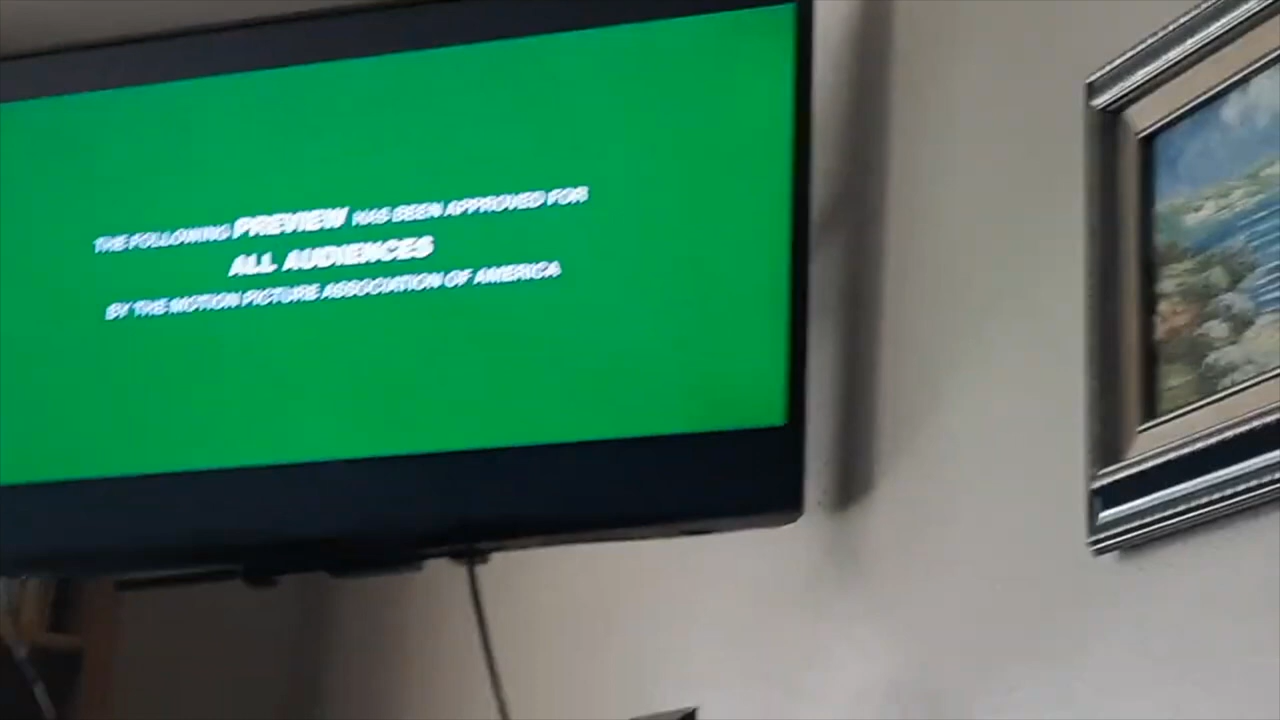 THE FOLLOWING PREVIEW HAS BEEN APPROVED FOR
ALL AUDIENCES
BY THE MOTION PICTURE ASSOCIATION OF AMERICA